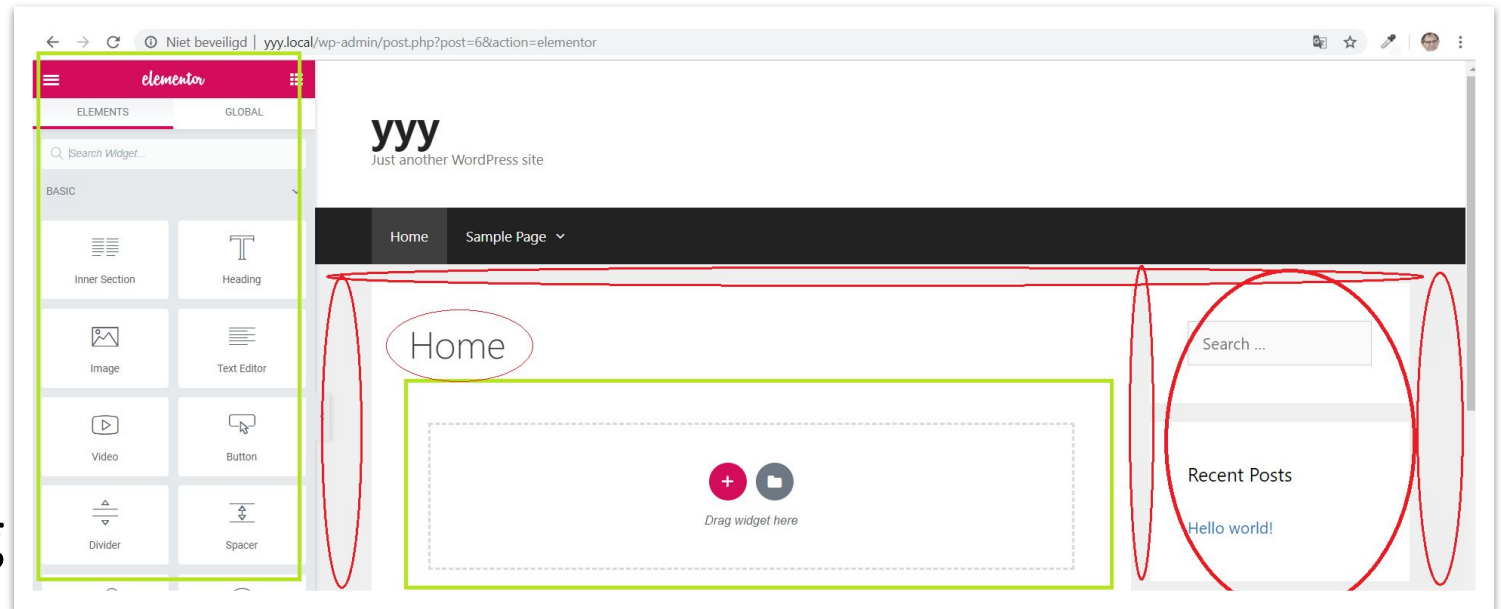 Niet beveiligd | yyy.local/wp-admin/post.php?post=6&action=elementor
elementor
ELEMENTS GLOBAL
Search Widget...
BASIC
Inner Section Heading
Image Text Editor
Video Button
Divider Spacer
yyy
Just another WordPress site
Home Sample Page
Home
Drag widget here
Search ...
Recent Posts
Hello world!